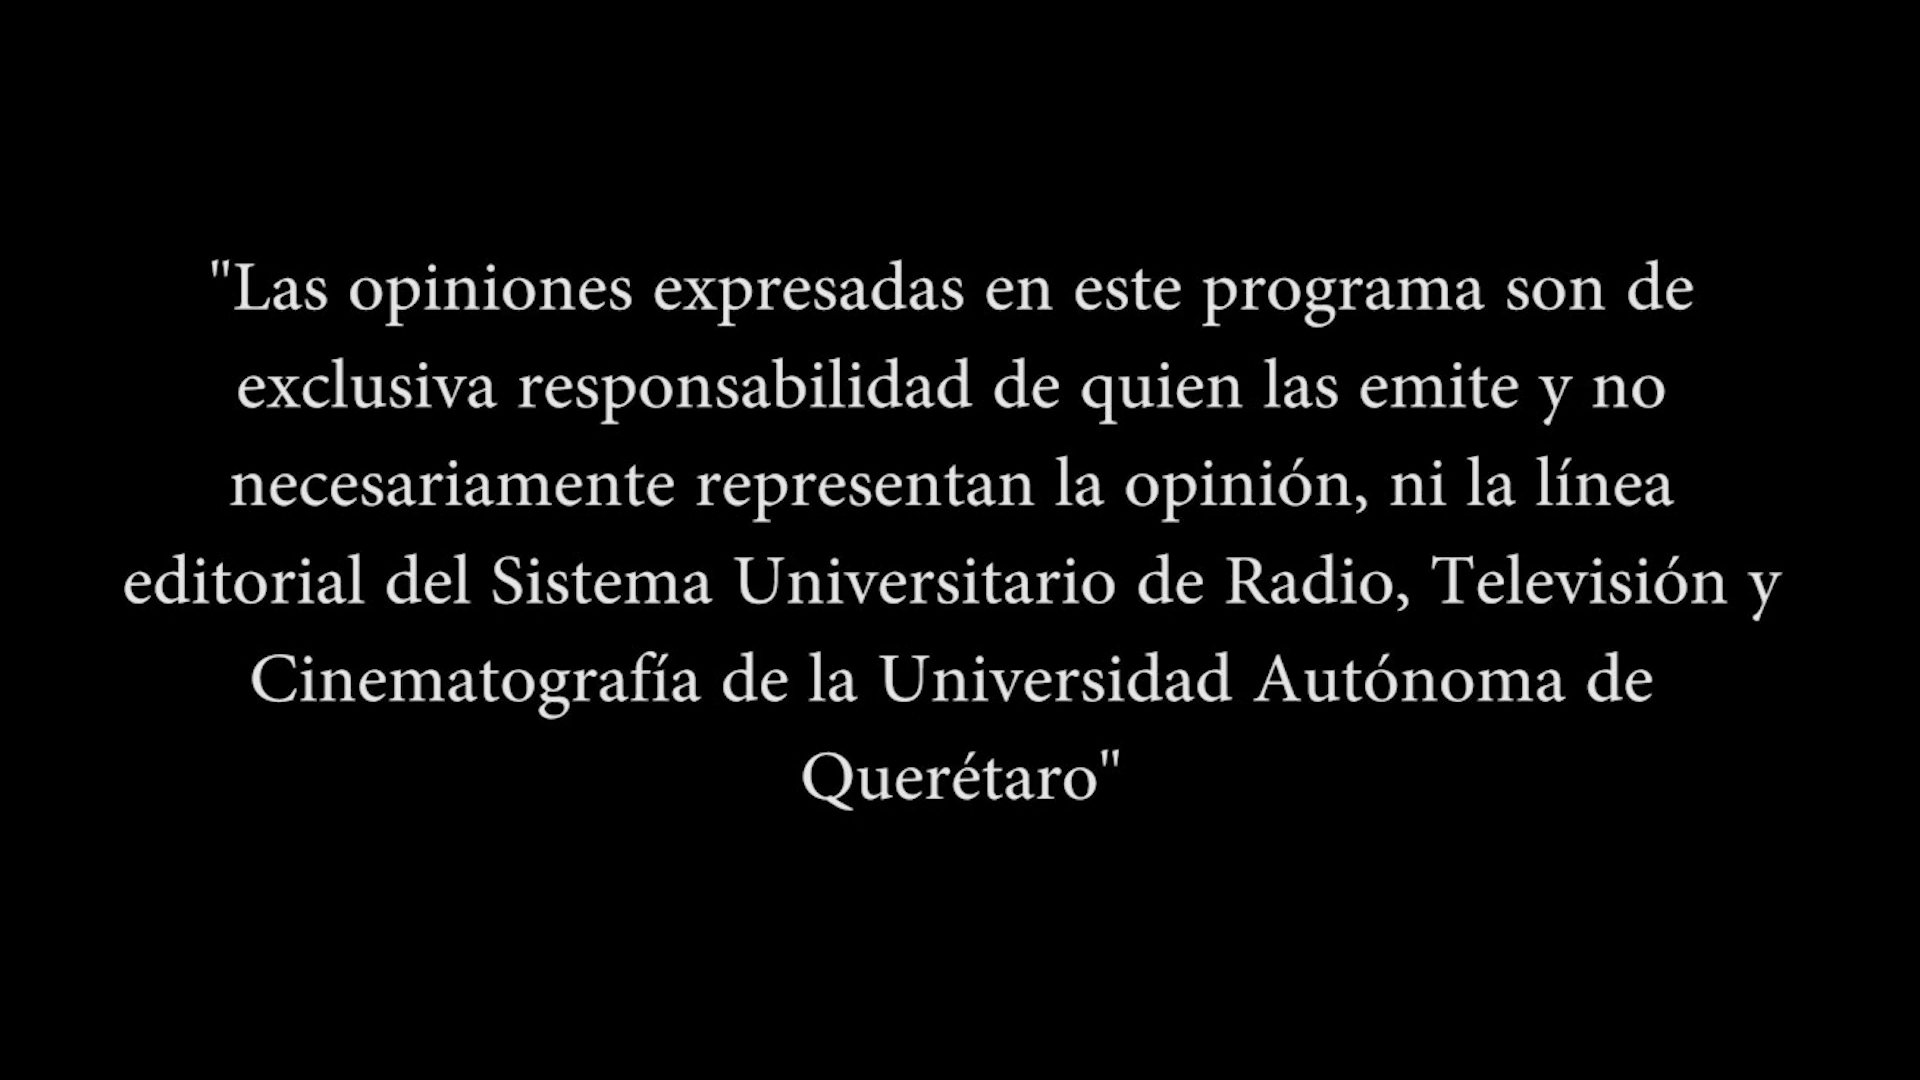 "Las opiniones expresadas en este programa son de
exclusiva responsabilidad de quien las emite y no
necesariamente representan la opinión, ni la línea
editorial del Sistema Universitario de Radio, Televisión y
Cinematografía de la Universidad Autónoma de
Querétaro"